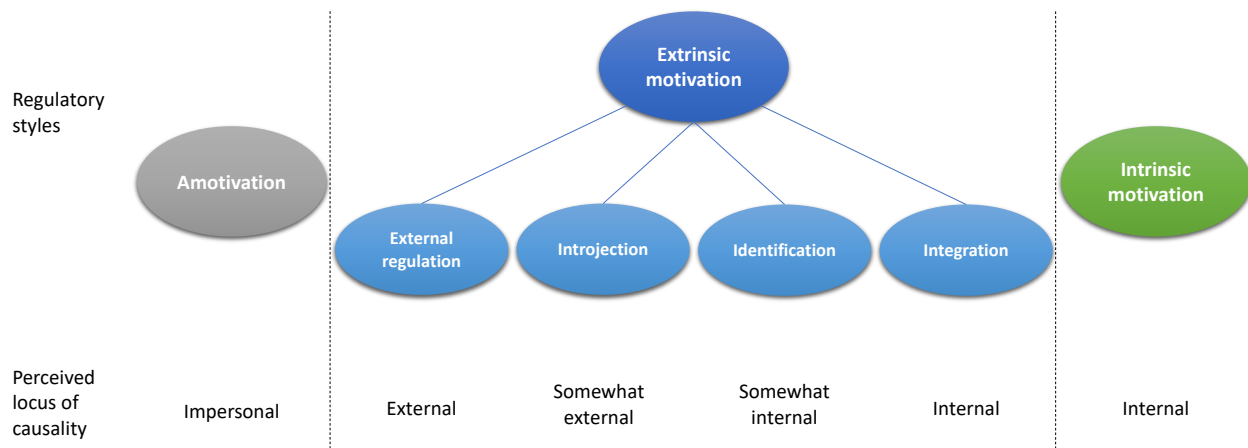 Extrinsic
motivation
Regulatory
styles
Amotivation
Intrinsic
motivation
External
regulation
Introjection
Identification
Integration
Perceived
locus of
causality
Impersonal
External
Somewhat
external
Somewhat
internal
Internal
Internal